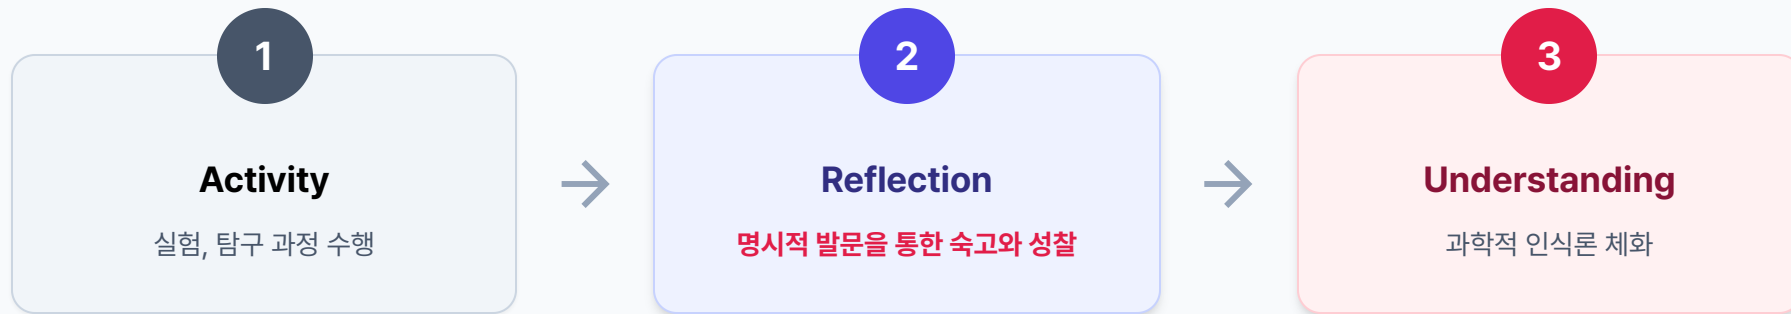 1
Activity
실험, 탐구 과정 수행
2
Reflection
명시적 발문을 통한 숙고와 성찰
3
Understanding
과학적 인식론 체화